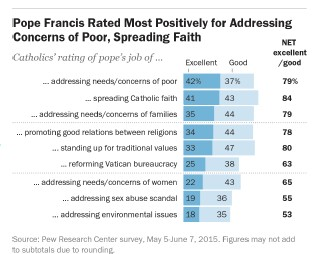 Pope Francis Rated Most Positively for Addressing
Concerns of Poor, Spreading Faith
Catholics' rating of pope's job of ...
NET
excellent
/good
Excellent Good
... addressing needs/concerns of poor 42% 37% 79%
... spreading Catholic faith 41 43 84
... addressing concerns of families 35 44 79
... promoting good relations between religions 34 44 78
... standing up for traditional values 33 47 80
... reforming Vatican bureaucracy 25 38 63
... addressing needs/concerns of women 22 43 65
... addressing sex abuse scandal 19 36 55
... addressing environmental issues 18 35 53
Source: Pew Research Center survey, May 5-June 7, 2015. Figures may not add
to subtotals due to rounding.